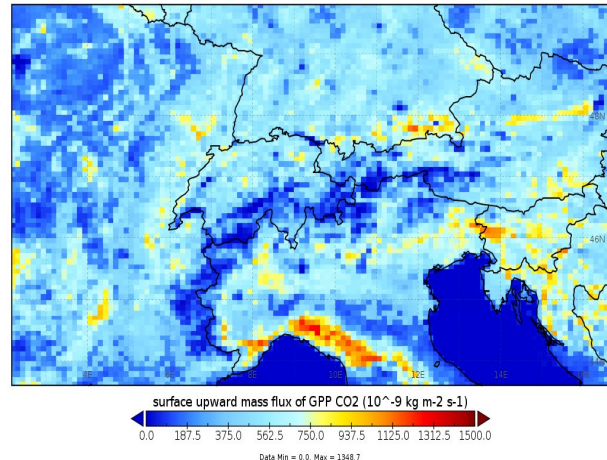 48N
46N
4E
6E
8E
10E
12E
14E
surface upward mass flux of GPP CO2 (10^-9 kg m-2 s-1)
0.0 187.5 375.0 562.5 750.0 937.5 1125.0 1312.5 1500.0
Data Min = 0.0, Max = 1348.7